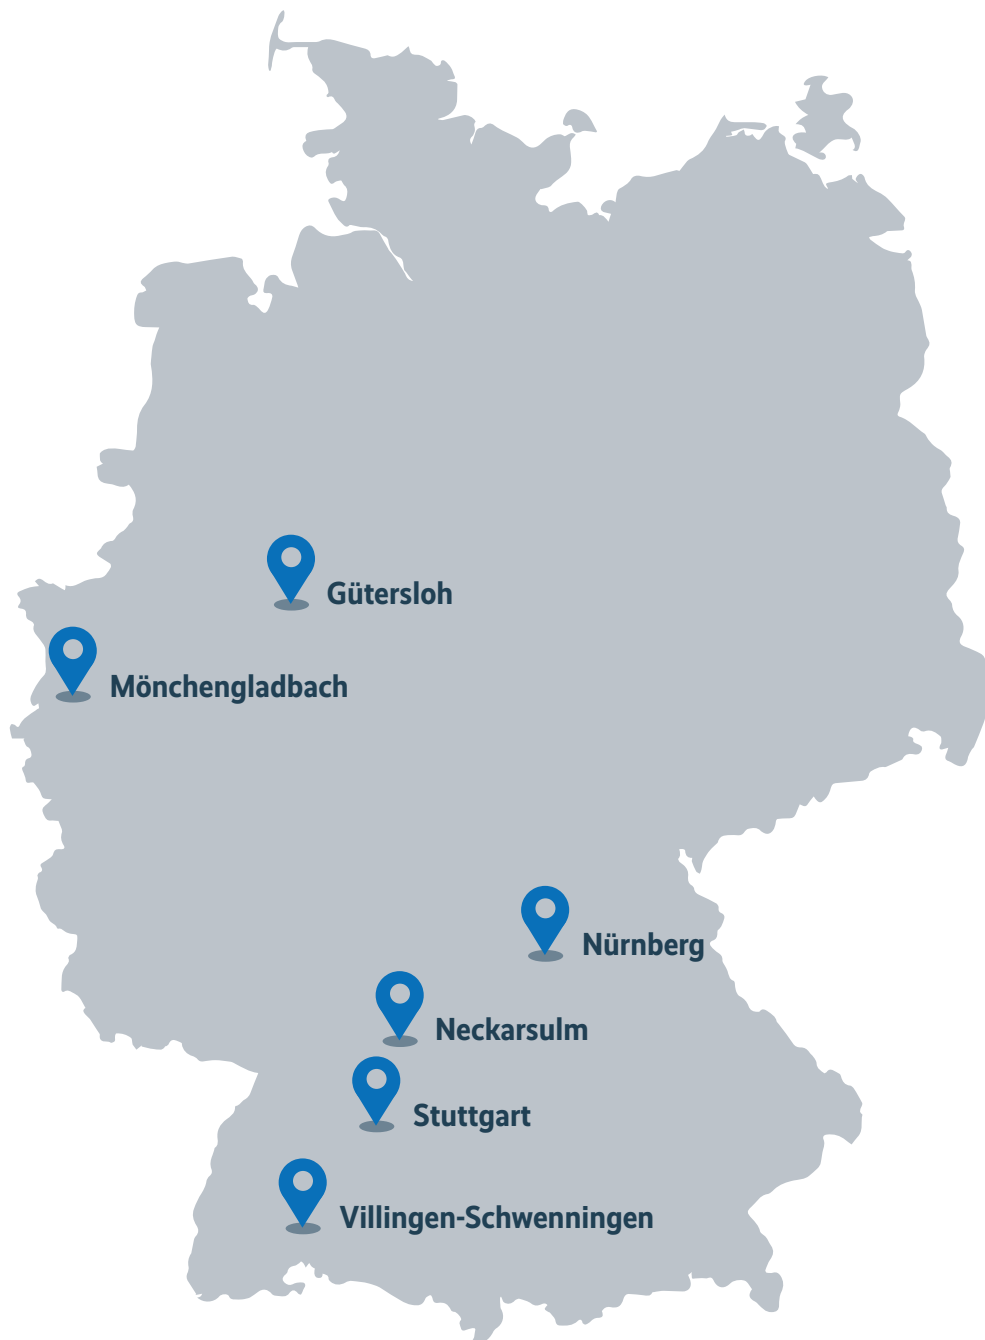 Gütersloh
Mönchengladbach
Nürnberg
Neckarsulm
Stuttgart
Villingen-Schwenningen